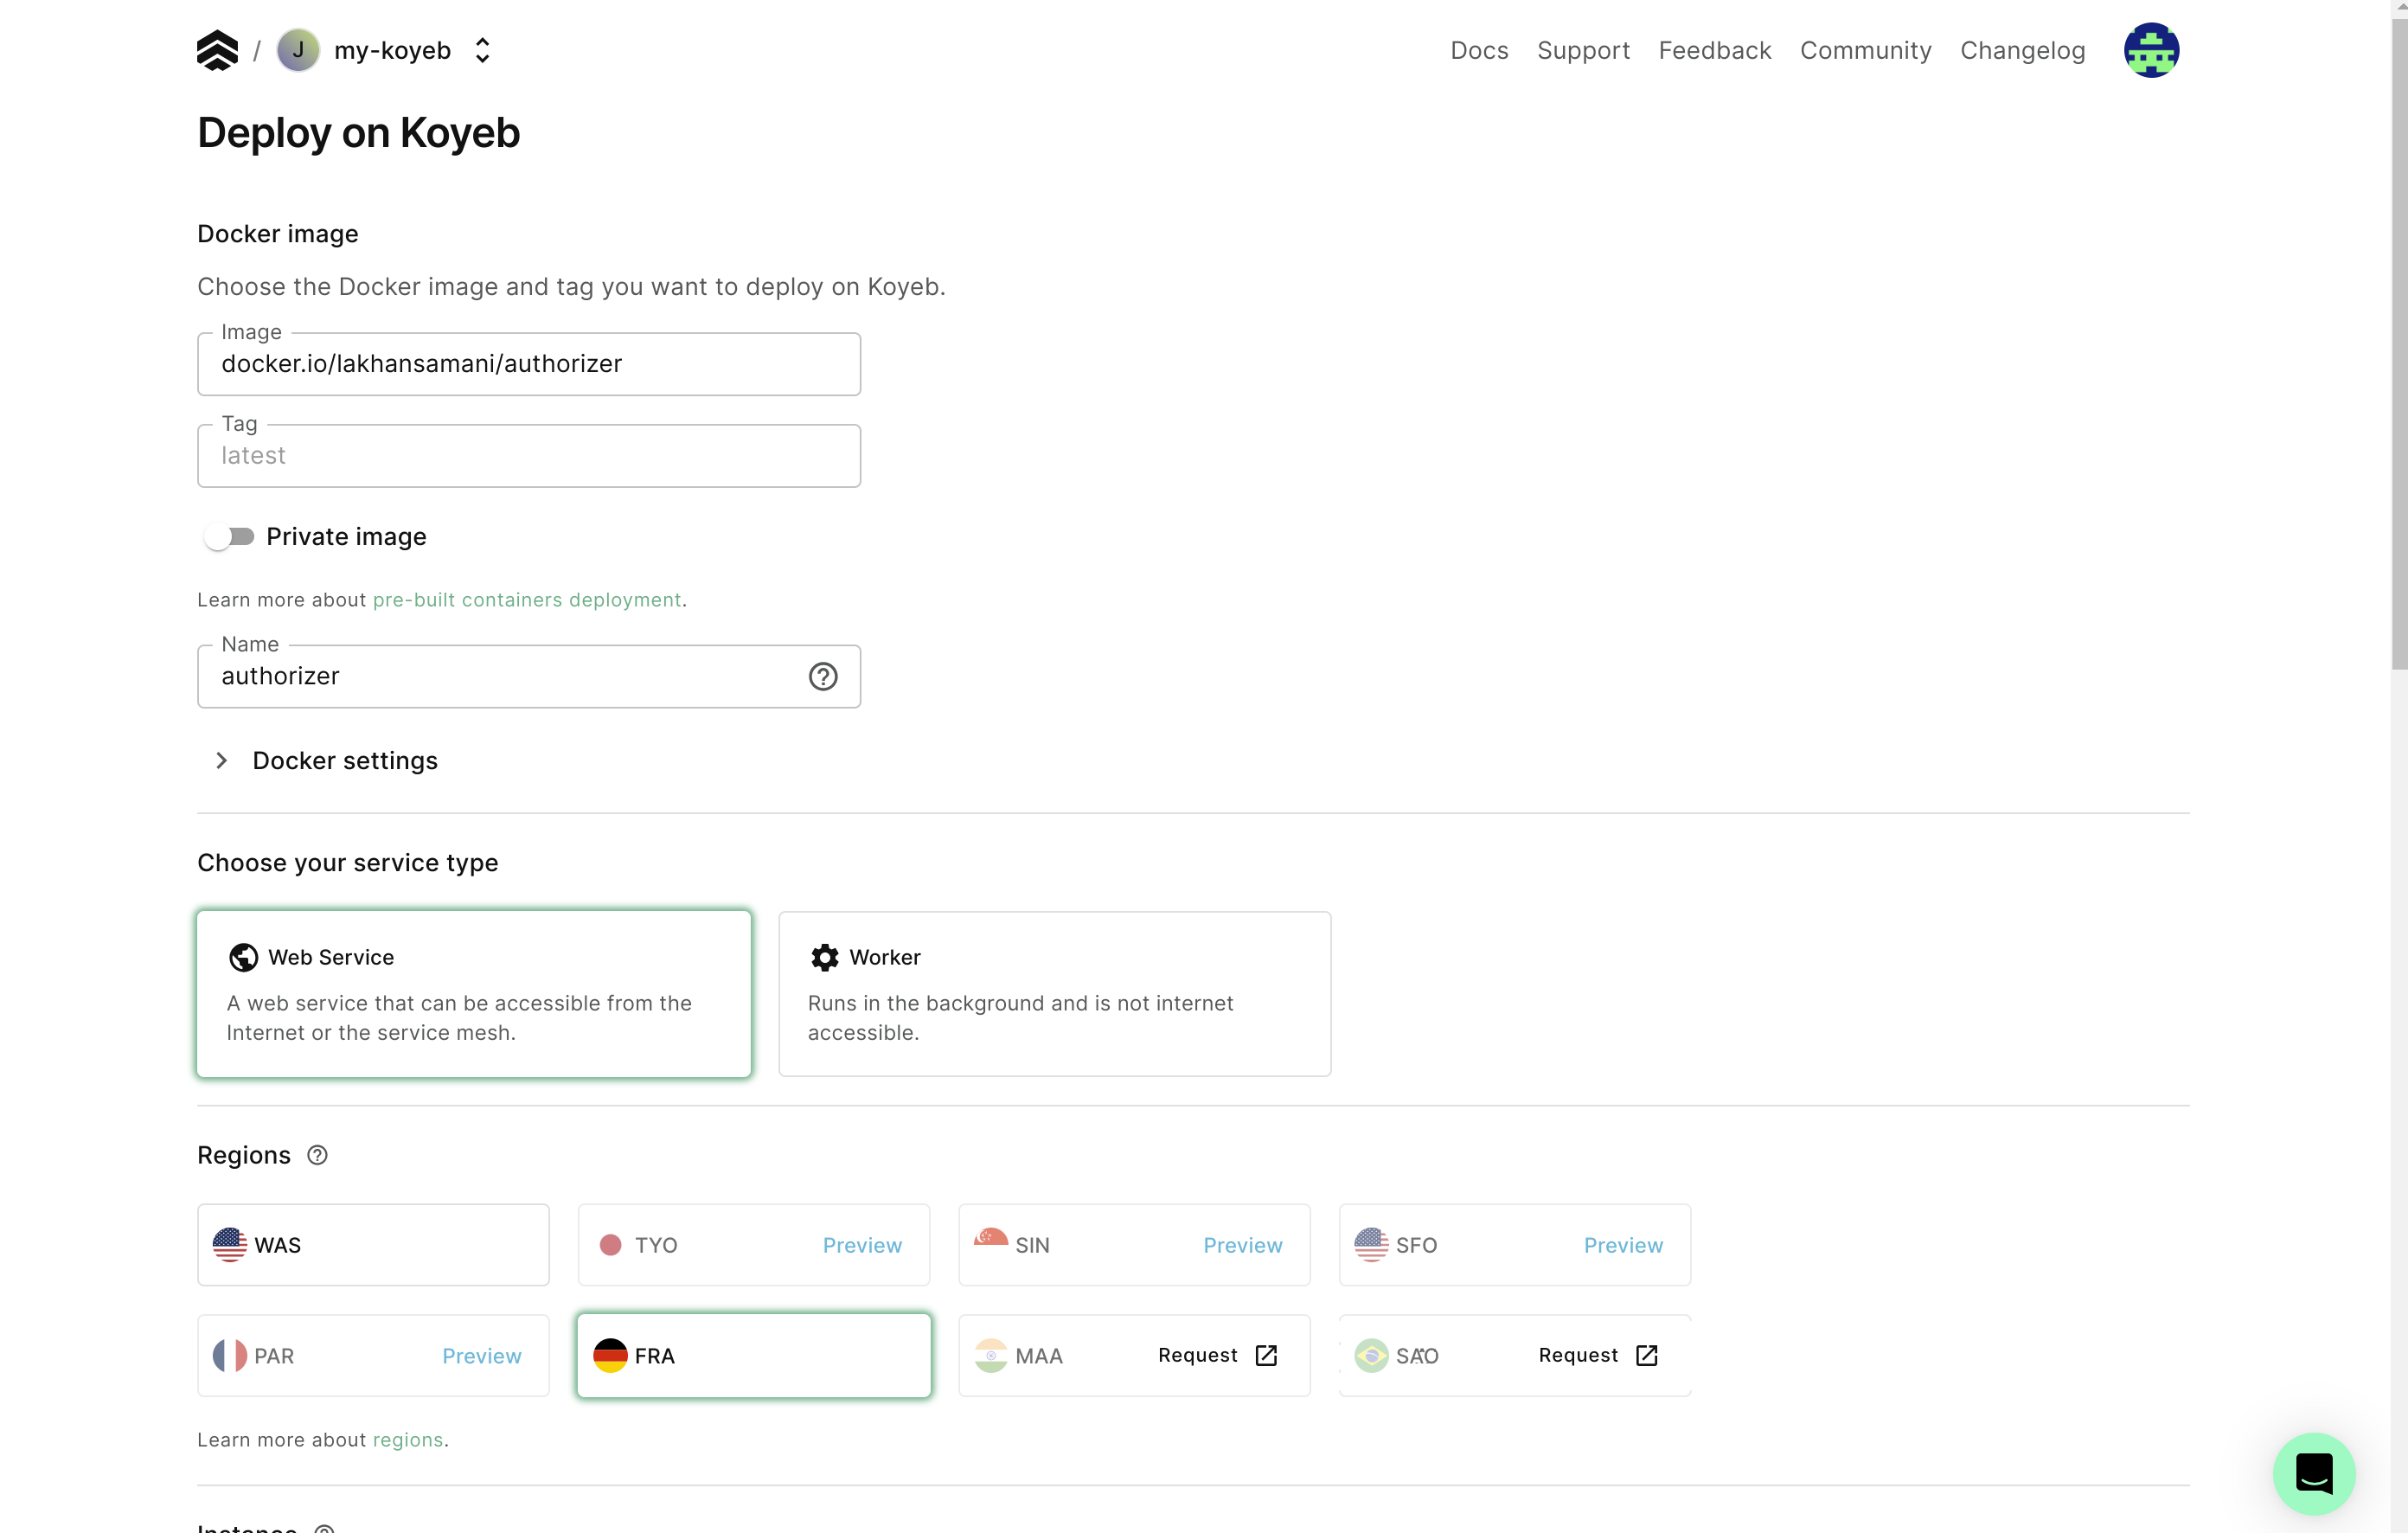 / J my-koyeb Docs Support Feedback Community Changelog
Deploy on Koyeb
Docker image
Choose the Docker image and tag you want to deploy on Koyeb.
Image
docker.io/lakhansamani/authorizer
Tag
latest
Private image
Learn more about pre-built containers deployment.
Name
authorizer
Docker settings
Choose your service type
Web Service
A web service that can be accessible from the
Internet or the service mesh.
Worker
Runs in the background and is not internet
accessible.
Regions
WAS
TYO Preview
SIN Preview
SFO Preview
PAR Preview
FRA
MAA Request
SÃO Request
Learn more about regions.
Instance